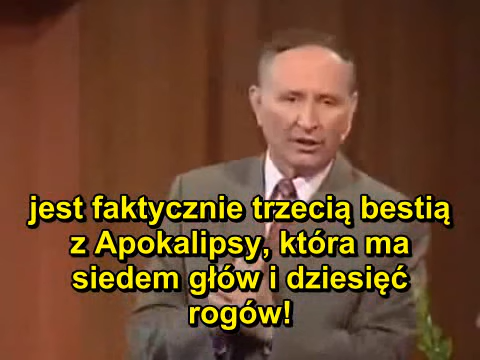 jest faktycznie trzecią bestią
z Apokalipsy, która ma
siedem głów i dziesięć
rogów!